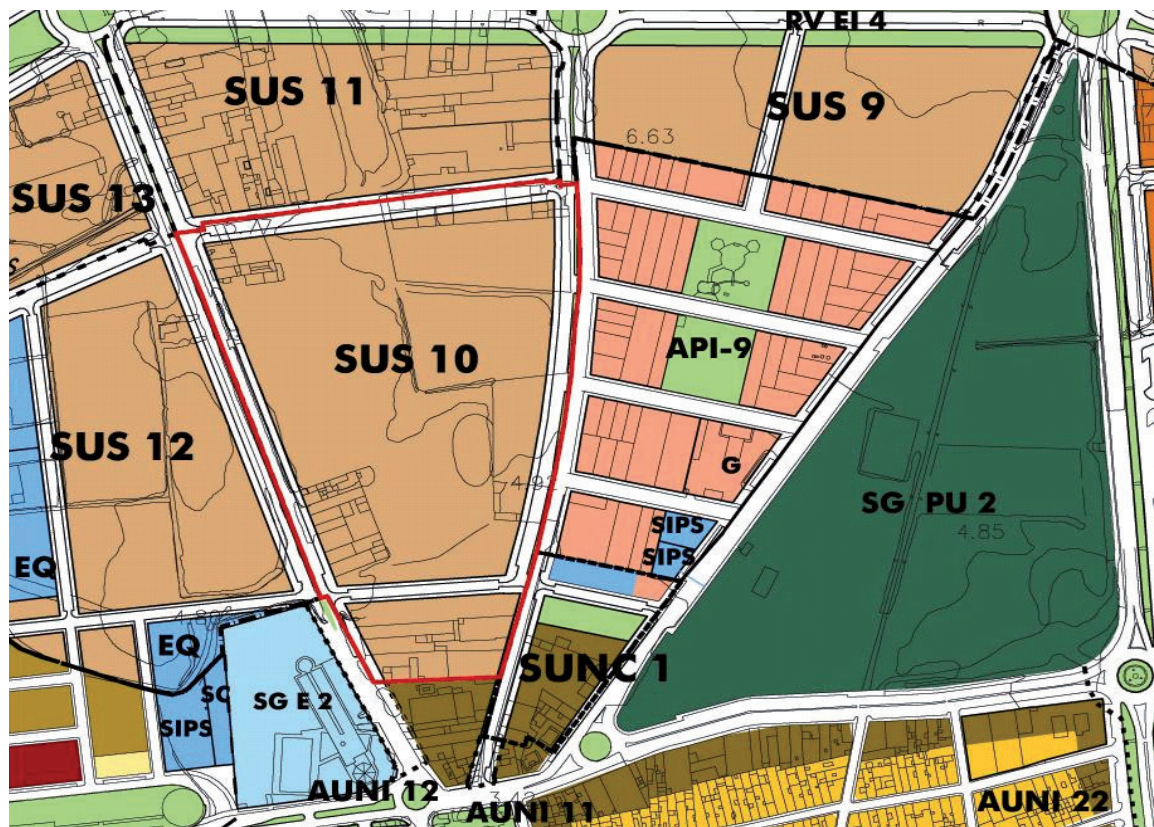 RV EI 4
SUS 11
SUS 9
6.63
SUS 13
SUS 10
API-9
SUS 12
G
SG PU 2
4.92
4.85
SIPS
SIPS
EQ
EQ
SUNC 1
SG E 2
SIPS
AUNI 12
AUNI 11
AUNI 22